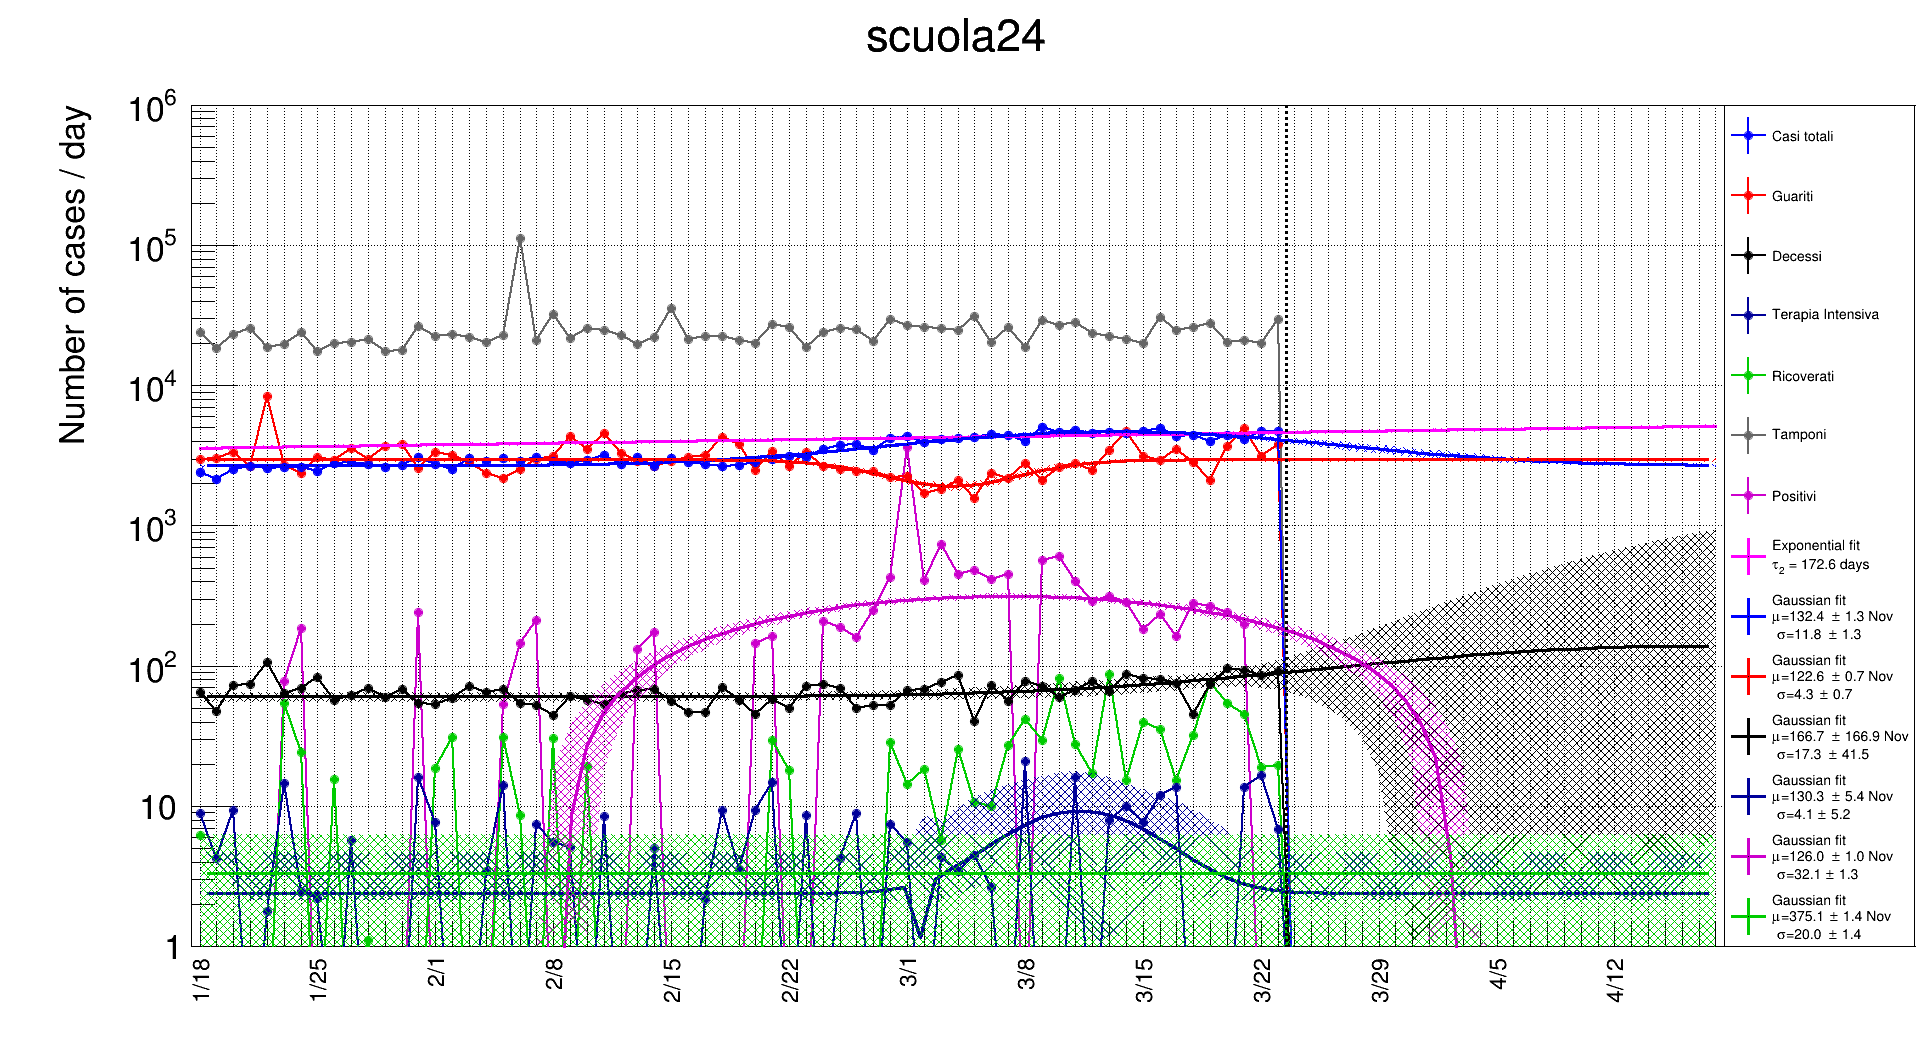 scuola24
Number of cases / day
10^6
10^5
10^4
10^3
10^2
10
1
1/18
1/25
2/1
2/8
2/15
2/22
3/1
3/8
3/15
3/22
3/29
4/5
4/12
Casi totali
Guariti
Decessi
Terapia Intensiva
Ricoverati
Tamponi
Positivi
Exponential fit
τ_2 = 172.6 days
Gaussian fit
μ=132.4 ± 1.3 Nov
σ=11.8 ± 1.3
Gaussian fit
μ=122.6 ± 0.7 Nov
σ=4.3 ± 0.7
Gaussian fit
μ=166.7 ± 166.9 Nov
σ=17.3 ± 41.5
Gaussian fit
μ=130.3 ± 5.4 Nov
σ=4.1 ± 5.2
Gaussian fit
μ=126.0 ± 1.0 Nov
σ=32.1 ± 1.3
Gaussian fit
μ=375.1 ± 1.4 Nov
σ=20.0 ± 1.4